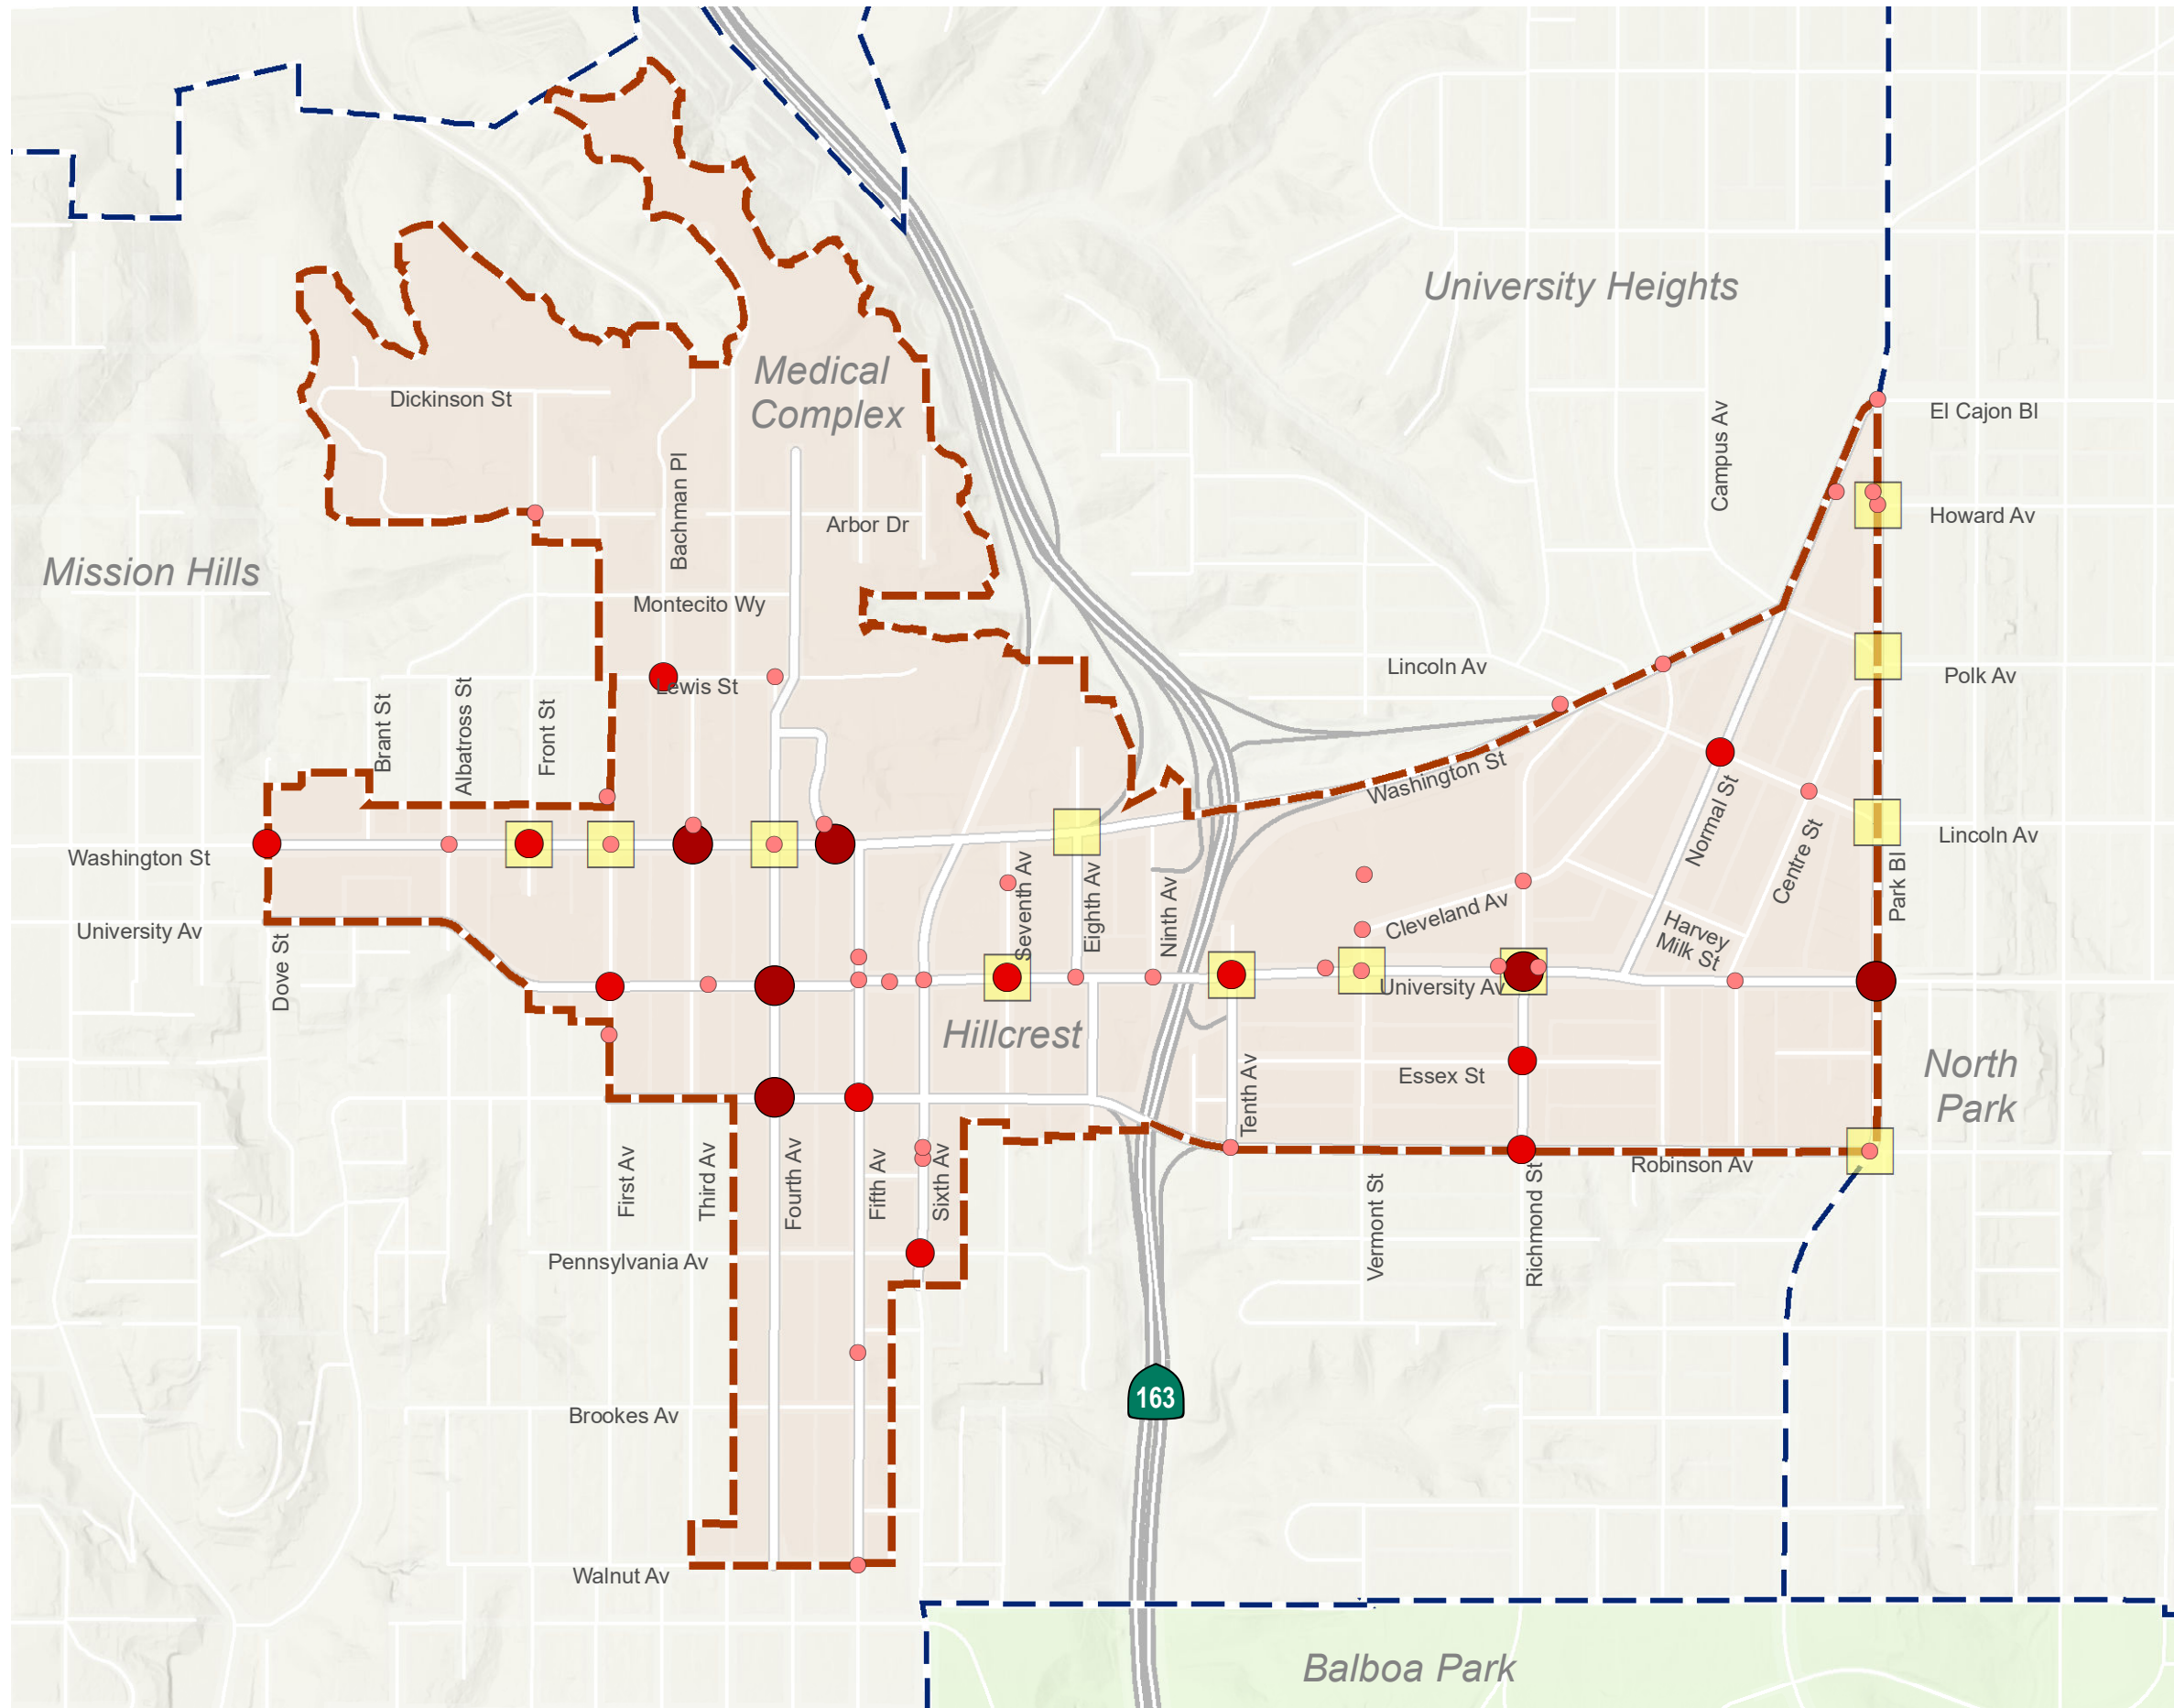 University Heights
Medical
Complex
Dickinson St
El Cajon Bl
Campus Av
Bachman Pl
Howard Av
Arbor Dr
Mission Hills
Montecito Wy
Lincoln Av
Polk Av
Lewis St
Brant St
Albatross St
Front St
Washington St
Normal St
Centre St
Lincoln Av
Washington St
Park Bl
Seventh Av
Eighth Av
Ninth Av
Cleveland Av
Harvey
Milk St
University Av
Dove St
University Av
Hillcrest
North
Park
Essex St
Tenth Av
First Av
Third Av
Fourth Av
Fifth Av
Sixth Av
Robinson Av
Vermont St
Richmond St
Pennsylvania Av
163
Brookes Av
Walnut Av
Balboa Park